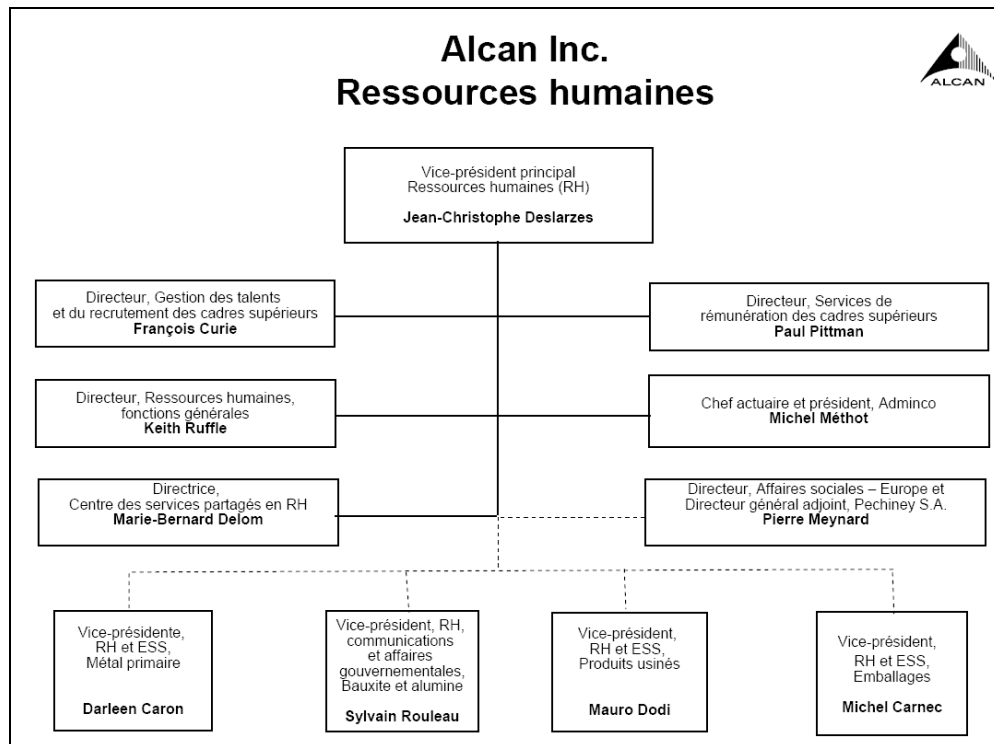 Alcan Inc.
Ressources humaines
ALCAN
Vice-président principal
Ressources humaines (RH)
Jean-Christophe Deslarzes
Directeur, Gestion des talents
et du recrutement des cadres supérieurs
François Curie
Directeur, Services de
rémunération des cadres supérieurs
Paul Pittman
Directeur, Ressources humaines,
fonctions générales
Keith Ruffle
Chef actuaire et président, Adminco
Michel Méthot
Directrice,
Centre des services partagés en RH
Marie-Bernard Delom
Directeur, Affaires sociales – Europe et
Directeur général adjoint, Pechiney S.A.
Pierre Meynard
Vice-présidente,
RH et ESS,
Métal primaire
Darleen Caron
Vice-président, RH,
communications
et affaires
gouvernementales,
Bauxite et alumine
Sylvain Rouleau
Vice-président,
RH et ESS,
Produits usinés
Mauro Dodi
Vice-président,
RH et ESS,
Emballages
Michel Carnec